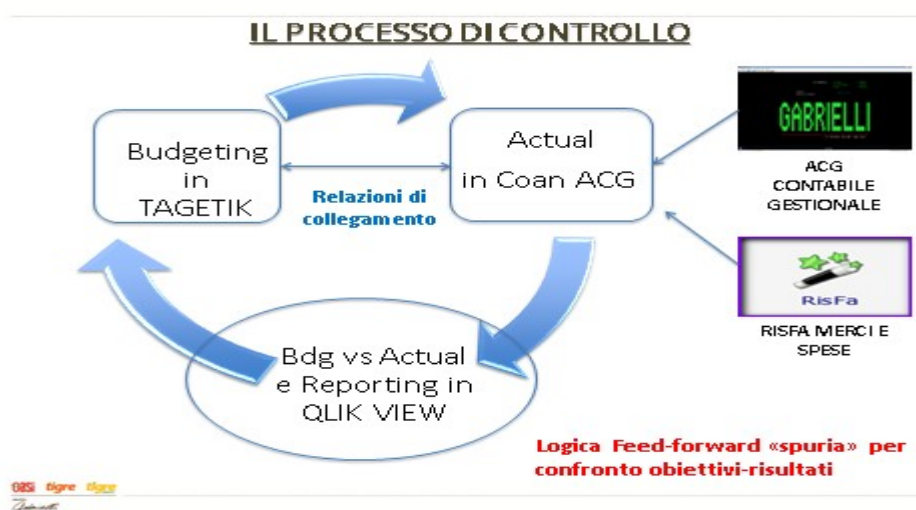 IL PROCESSO DI CONTROLLO
Budgeting
in
TAGETIK
Relazioni di
collegamento
Actual
in Coan ACG
GABRIELLI
ACG
CONTABILE
GESTIONALE
RisFa
RISFA MERCI E
SPESE
Bdg vs Actual
e Reporting in
QLIK VIEW
Logica Feed-forward «spuria» per
confronto obiettivi-risultati
oasi tigre tigre